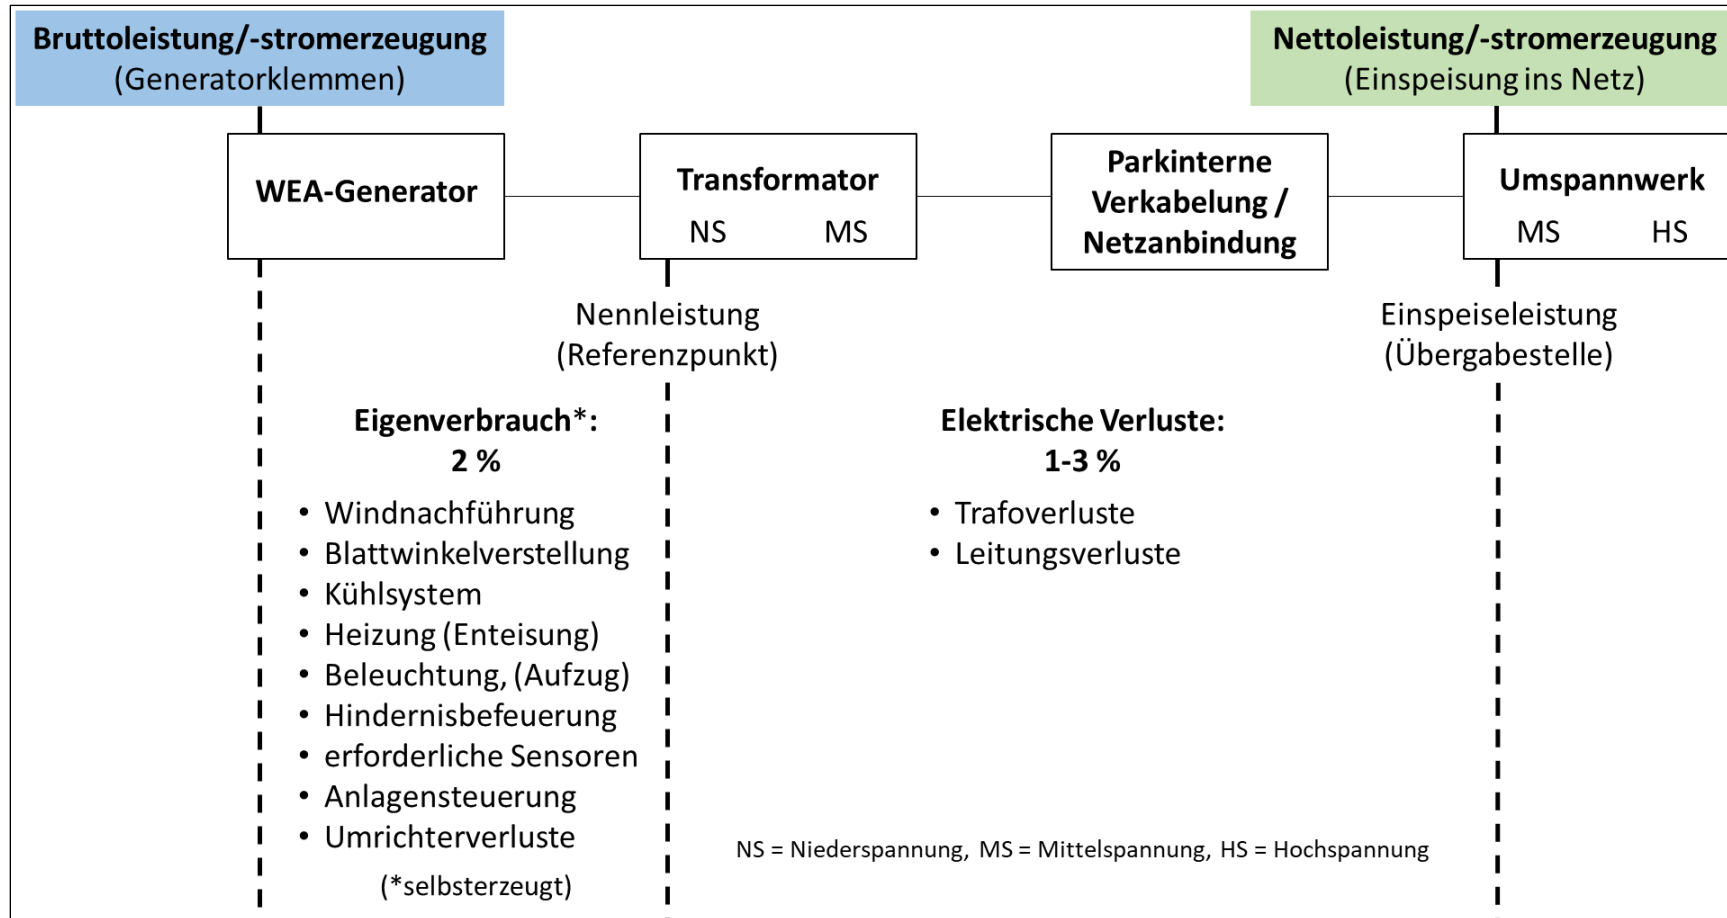 Bruttoleistung/-stromerzeugung
(Generatorklemmen)
Nettoleistung/-stromerzeugung
(Einspeisung ins Netz)
WEA-Generator
Transformator
NS MS
Parkinterne
Verkabelung /
Netzanbindung
Umspannwerk
MS HS
Nennleistung
(Referenzpunkt)
Einspeiseleistung
(Übergabestelle)
Eigenverbrauch*:
2 %
• Windnachführung
• Blattwinkelverstellung
• Kühlsystem
• Heizung (Enteisung)
• Beleuchtung, (Aufzug)
• Hindernisbefeuerung
• erforderliche Sensoren
• Anlagensteuerung
• Umrichterverluste
(*selbsterzeugt)
Elektrische Verluste:
1-3 %
• Trafoverluste
• Leitungsverluste
NS = Niederspannung, MS = Mittelspannung, HS = Hochspannung